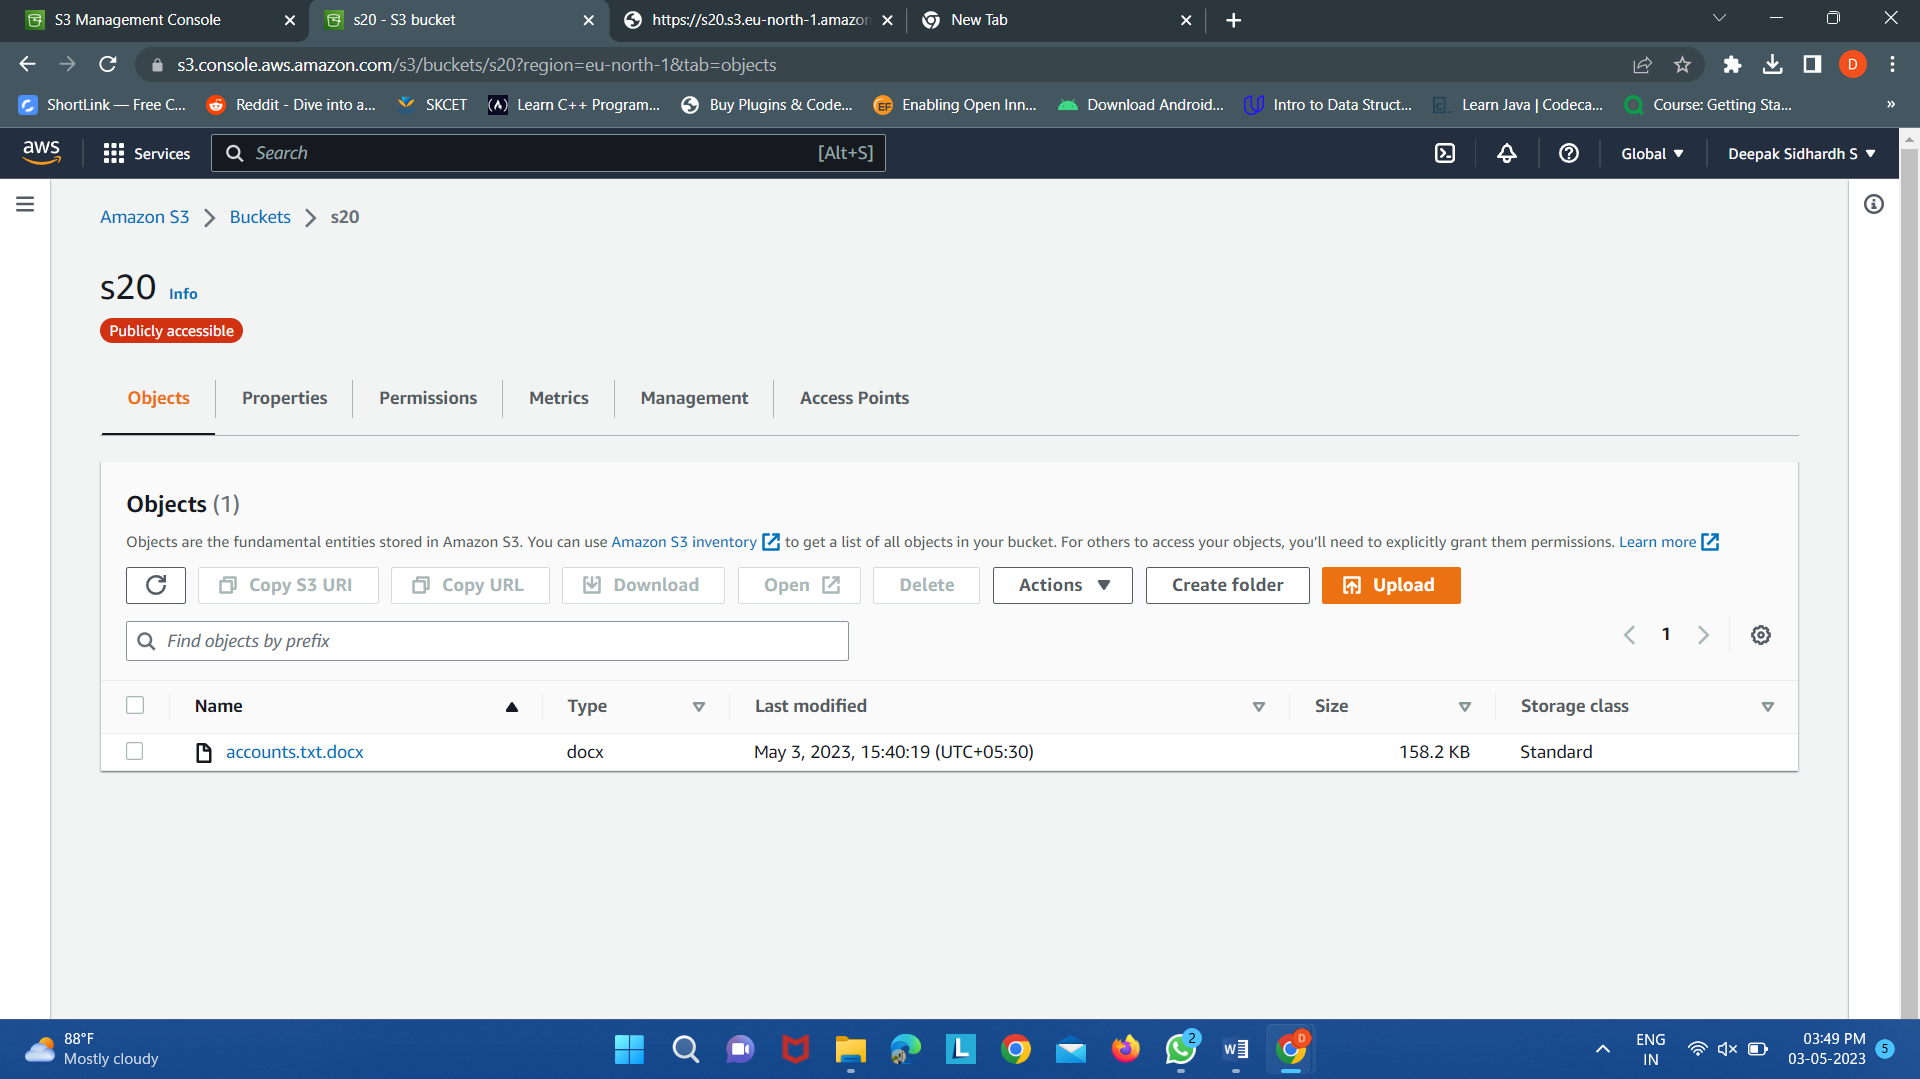 S3 Management Console
s20 - S3 bucket
https://s20.s3.eu-north-1.amazon
New Tab
s3.console.aws.amazon.com/s3/buckets/s20?region=eu-north-1&tab=objects
D
ShortLink — Free C...
Reddit - Dive into a...
SKCET
Learn C++ Program...
Buy Plugins & Code...
Enabling Open Inn...
Download Android...
Intro to Data Struct...
Learn Java | Codeca...
Course: Getting Sta...
»
aws
Services
Search
[Alt+S]
Global
Deepak Sidhardh S
Amazon S3
Buckets
s20
s20
Info
Publicly accessible
Objects
Properties
Permissions
Metrics
Management
Access Points
Objects (1)
Objects are the fundamental entities stored in Amazon S3. You can use Amazon S3 inventory to get a list of all objects in your bucket. For others to access your objects, you'll need to explicitly grant them permissions. Learn more
Copy S3 URI
Copy URL
Download
Open
Delete
Actions
Create folder
Upload
Find objects by prefix
1
Name
Type
Last modified
Size
Storage class
accounts.txt.docx
docx
May 3, 2023, 15:40:19 (UTC+05:30)
158.2 KB
Standard
88°F
Mostly cloudy
L
2
W
D
ENG
IN
03:49 PM
03-05-2023
5